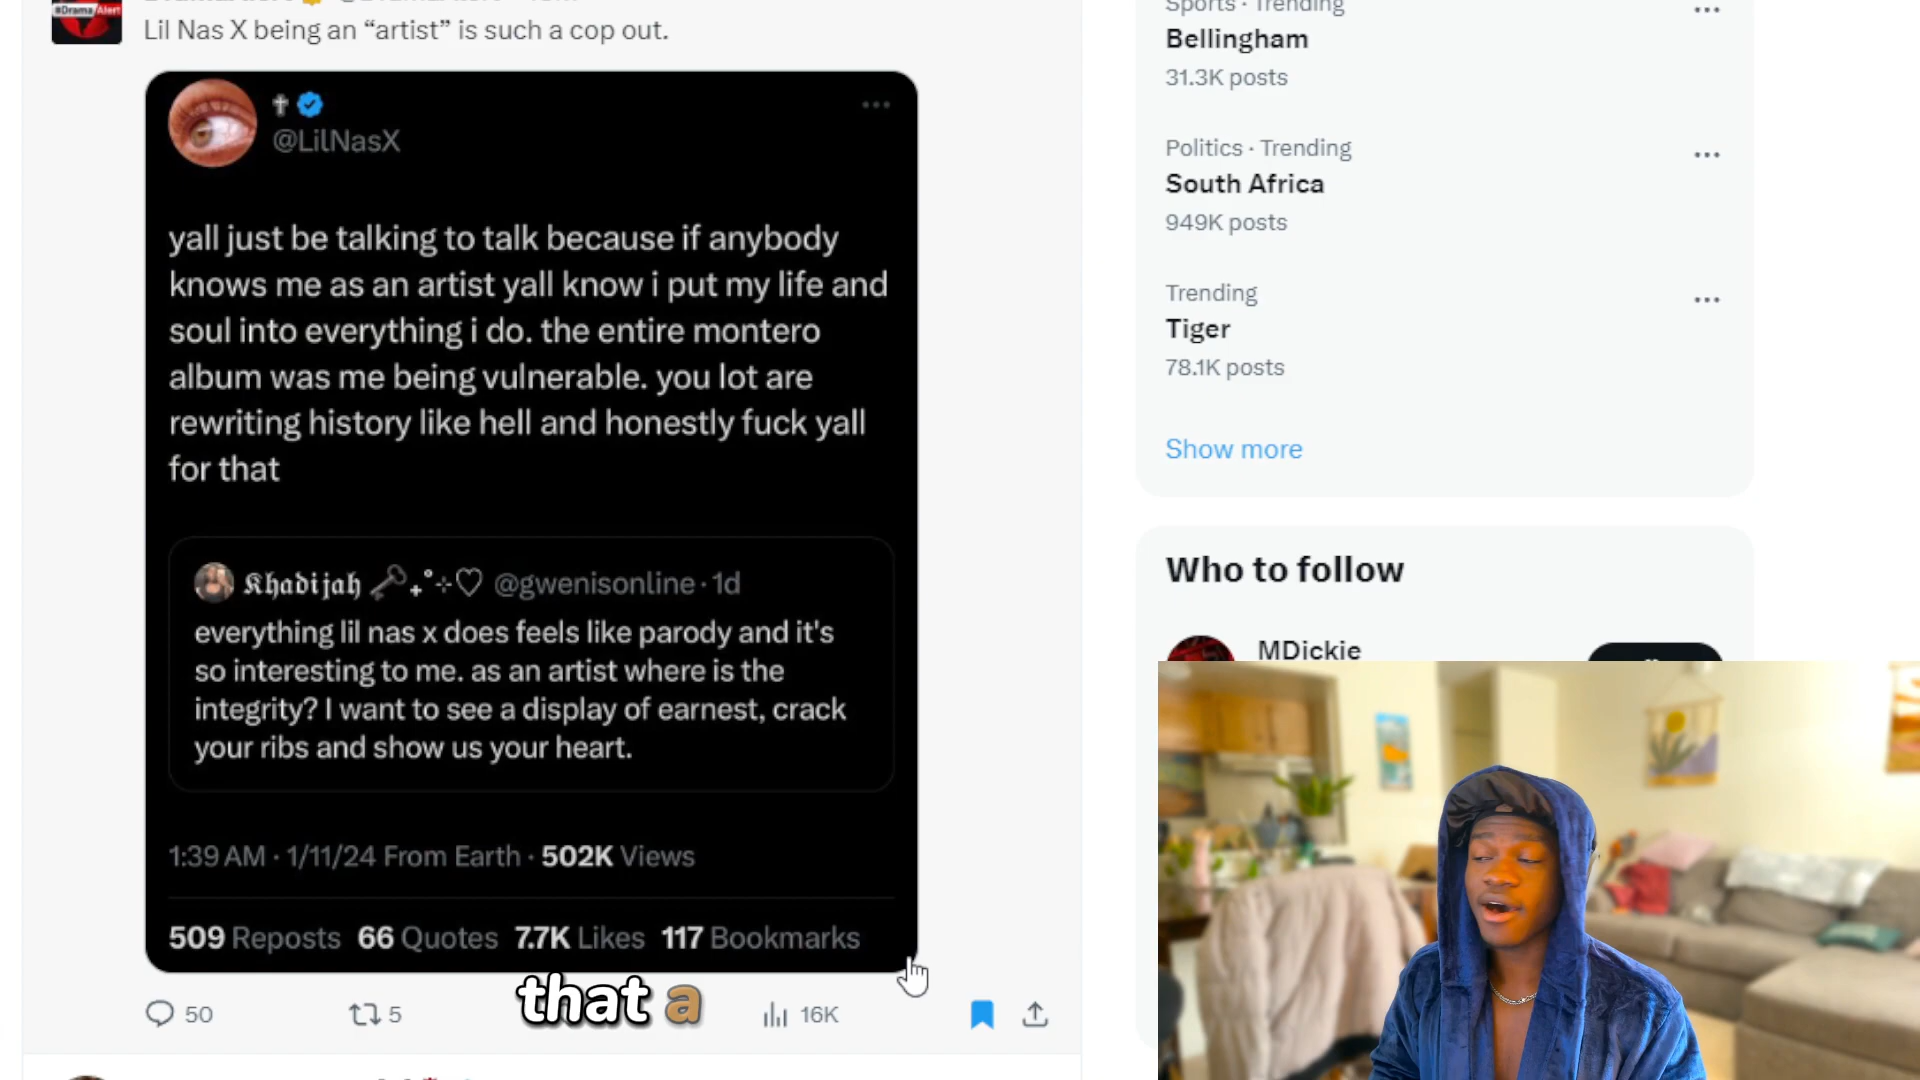 #DramaAlert
Lil Nas X being an “artist” is such a cop out.
@LilNasX
yall just be talking to talk because if anybody
knows me as an artist yall know i put my life and
soul into everything i do. the entire montero
album was me being vulnerable. you lot are
rewriting history like hell and honestly fuck yall
for that
𝕶𝖍𝖆𝖉𝖎𝖏𝖆𝖍 @gwenisonline · 1d
everything lil nas x does feels like parody and it's
so interesting to me. as an artist where is the
integrity? I want to see a display of earnest, crack
your ribs and show us your heart.
1:39 AM · 1/11/24 From Earth · 502K Views
509 Reposts 66 Quotes 7.7K Likes 117 Bookmarks
that a
50 5 16K
Sports · Trending
Bellingham
31.3K posts
Politics · Trending
South Africa
949K posts
Trending
Tiger
78.1K posts
Show more
Who to follow
MDickie